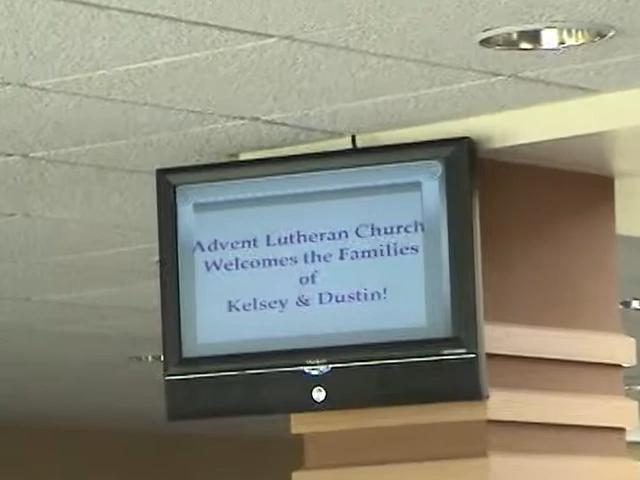 Advent Lutheran Church
Welcomes the Families
of
Kelsey & Dustin!